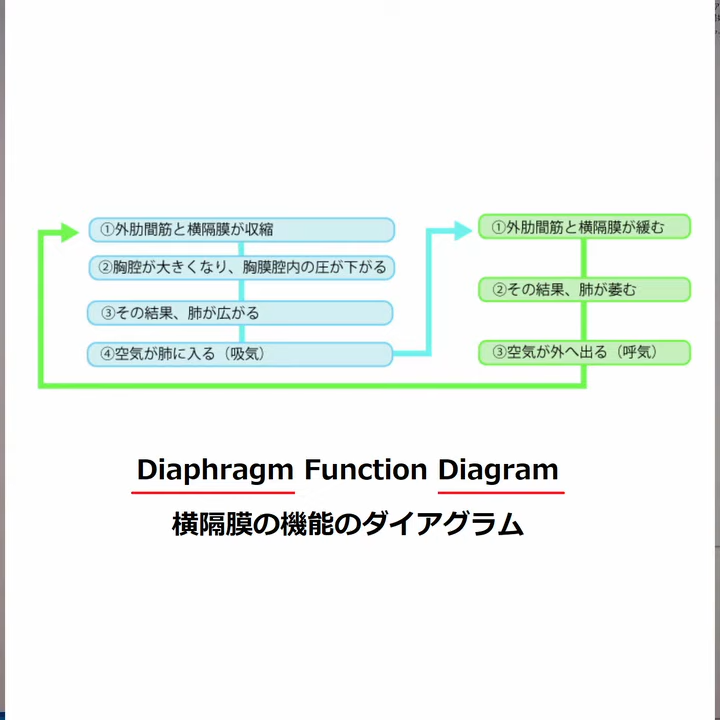 ①外肋間筋と横隔膜が収縮
②胸腔が大きくなり、胸膜腔内の圧が下がる
③その結果、肺が広がる
④空気が肺に入る（吸気）
①外肋間筋と横隔膜が緩む
②その結果、肺が萎む
③空気が外へ出る（呼気）
Diaphragm Function Diagram
横隔膜の機能のダイアグラム